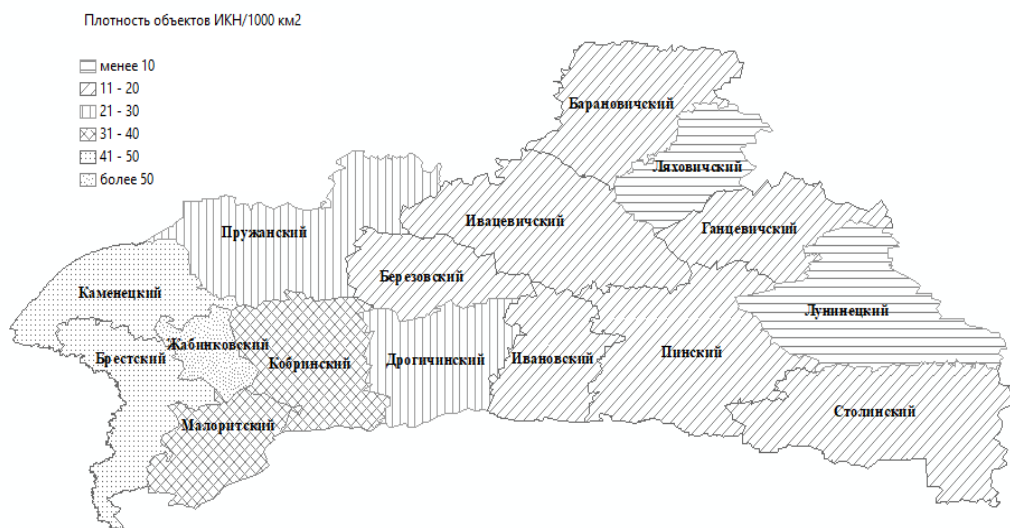 Плотность объектов ИКН/1000 км2
менее 10
11 - 20
21 - 30
31 - 40
41 - 50
более 50
Барановичский
Ляховичский
Ивацевичский
Ганцевичский
Пружанский
Березовский
Каменецкий
Лунинецкий
Жабинковский
Брестский
Кобринский
Дрогичинский
Ивановский
Пинский
Столинский
Малоритский